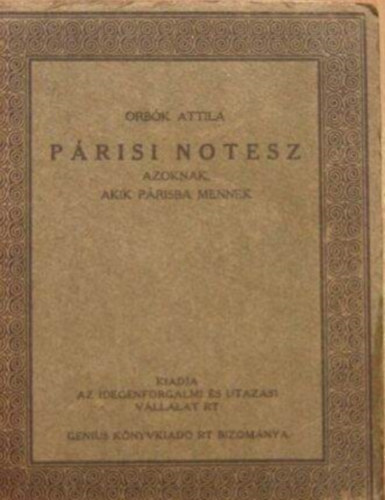 ORBÓK ATTILA
PÁRISI NOTESZ
AZOKNAK,
AKIK PÁRISBA MENNEK
KIADJA
AZ IDEGENFORGALMI ÉS UTAZÁSI
VÁLLALAT RT
GENIUS KÖNYVKIADÓ RT BIZOMÁNYA